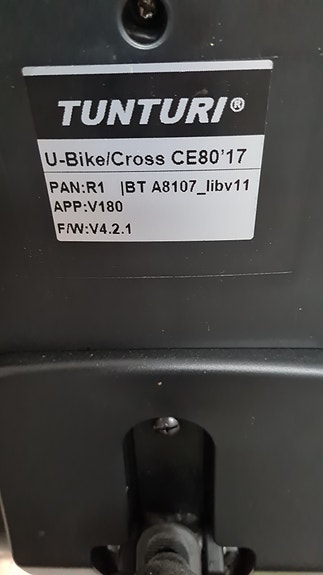 TUNTURI®
U-Bike/Cross CE80'17
PAN:R1 |BT A8107_libv11
APP:V180
F/W:V4.2.1